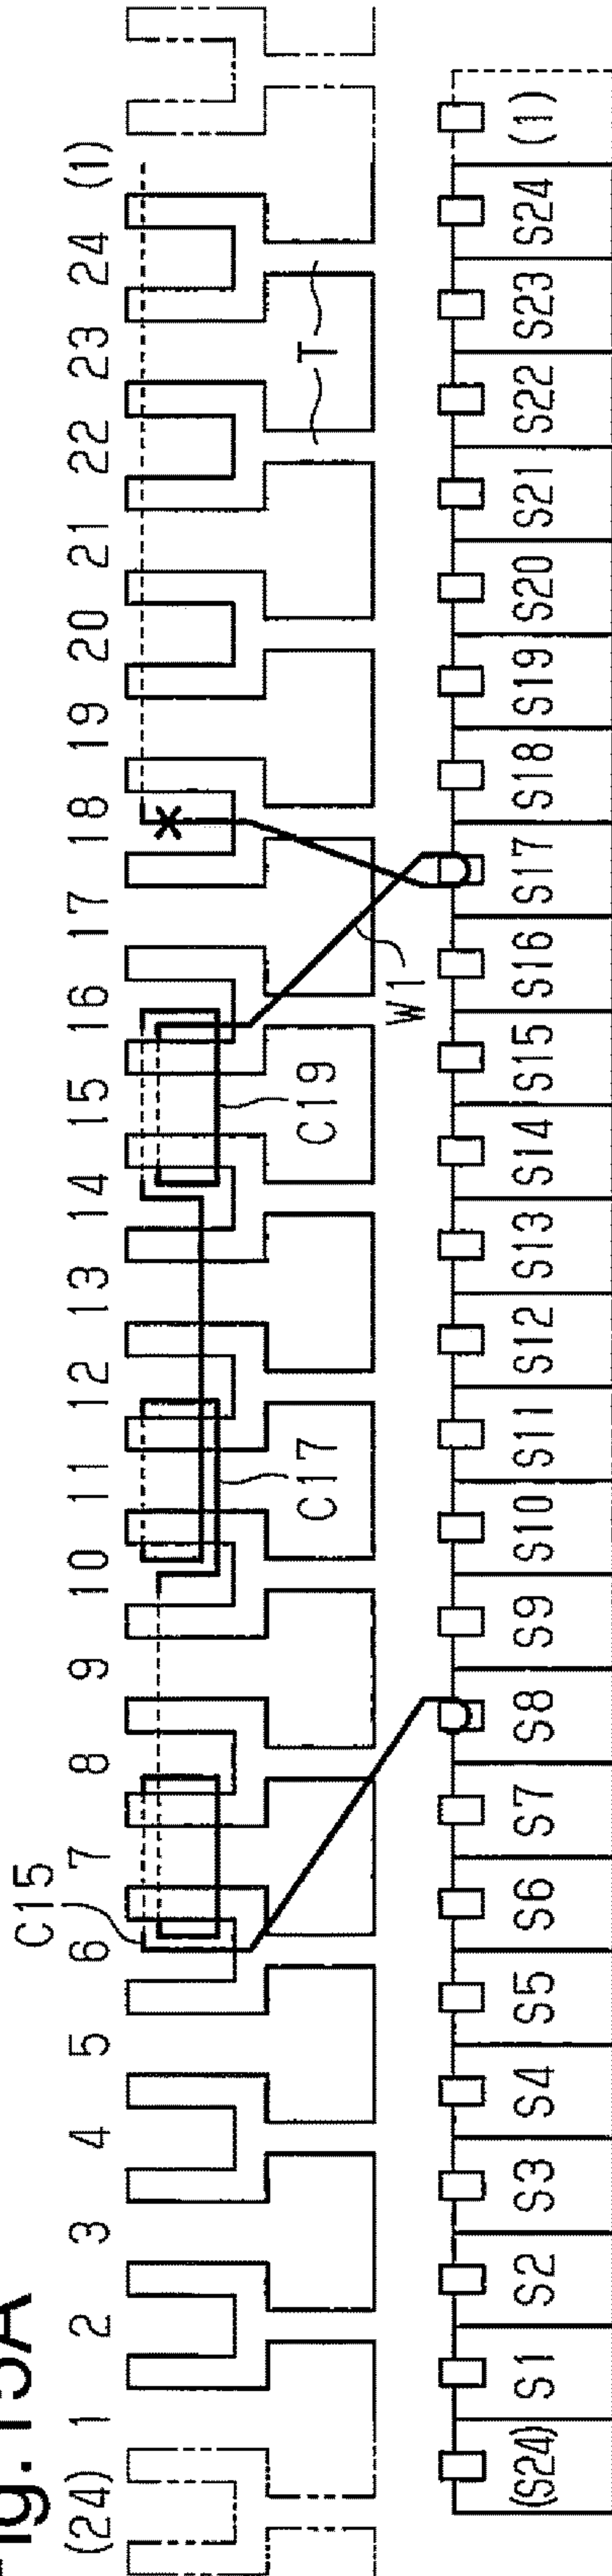 Fig. 15A
C15
(24) 1 2 3 4 5 6 7 8 9 10 11 12 13 14 15 16 17 18 19 20 21 22 23 24 (1)
C17 C19 T
W1
(S24) S1 S2 S3 S4 S5 S6 S7 S8 S9 S10 S11 S12 S13 S14 S15 S16 S17 S18 S19 S20 S21 S22 S23 S24 (1)